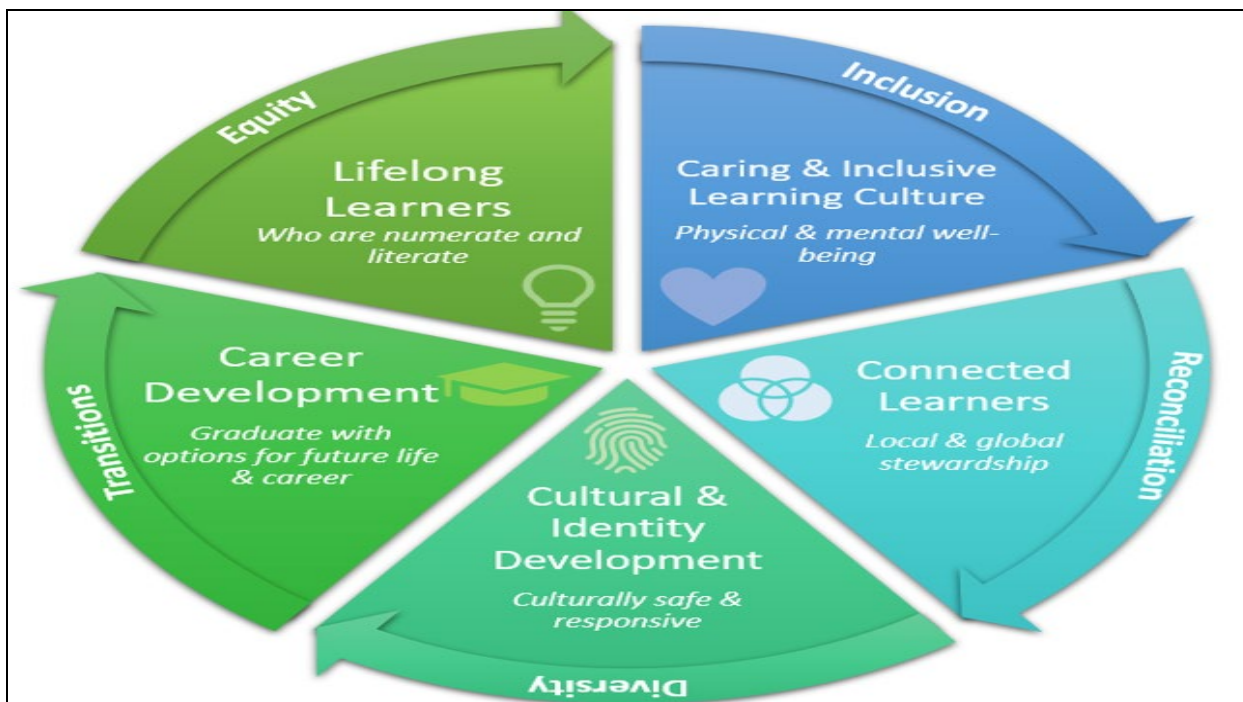 Equity
Lifelong
Learners
Who are numerate and
literate
Inclusion
Caring & Inclusive
Learning Culture
Physical & mental well-
being
Reconciliation
Connected
Learners
Local & global
stewardship
Diversity
Cultural &
Identity
Development
Culturally safe &
responsive
Transitions
Career
Development
Graduate with
options for future life
& career